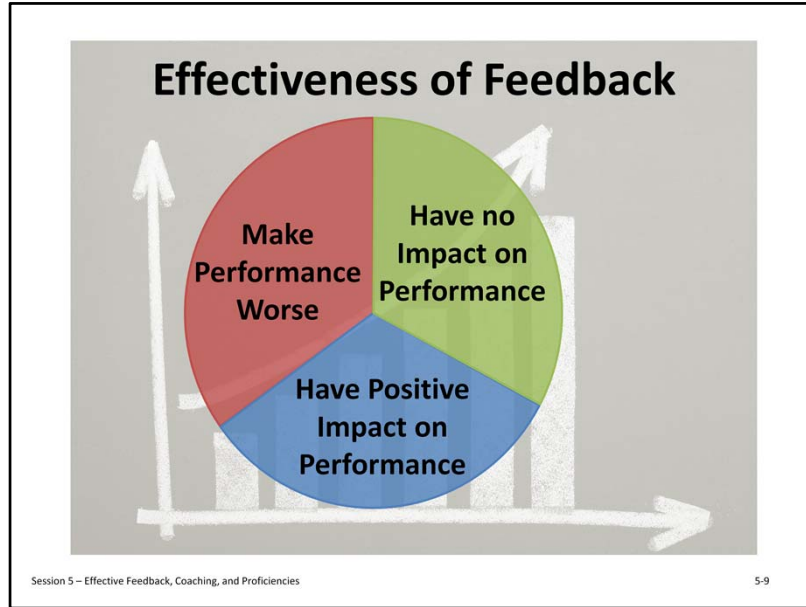 Effectiveness of Feedback
Make
Performance
Worse
Have no
Impact on
Performance
Have Positive
Impact on
Performance
Session 5 – Effective Feedback, Coaching, and Proficiencies
5-9